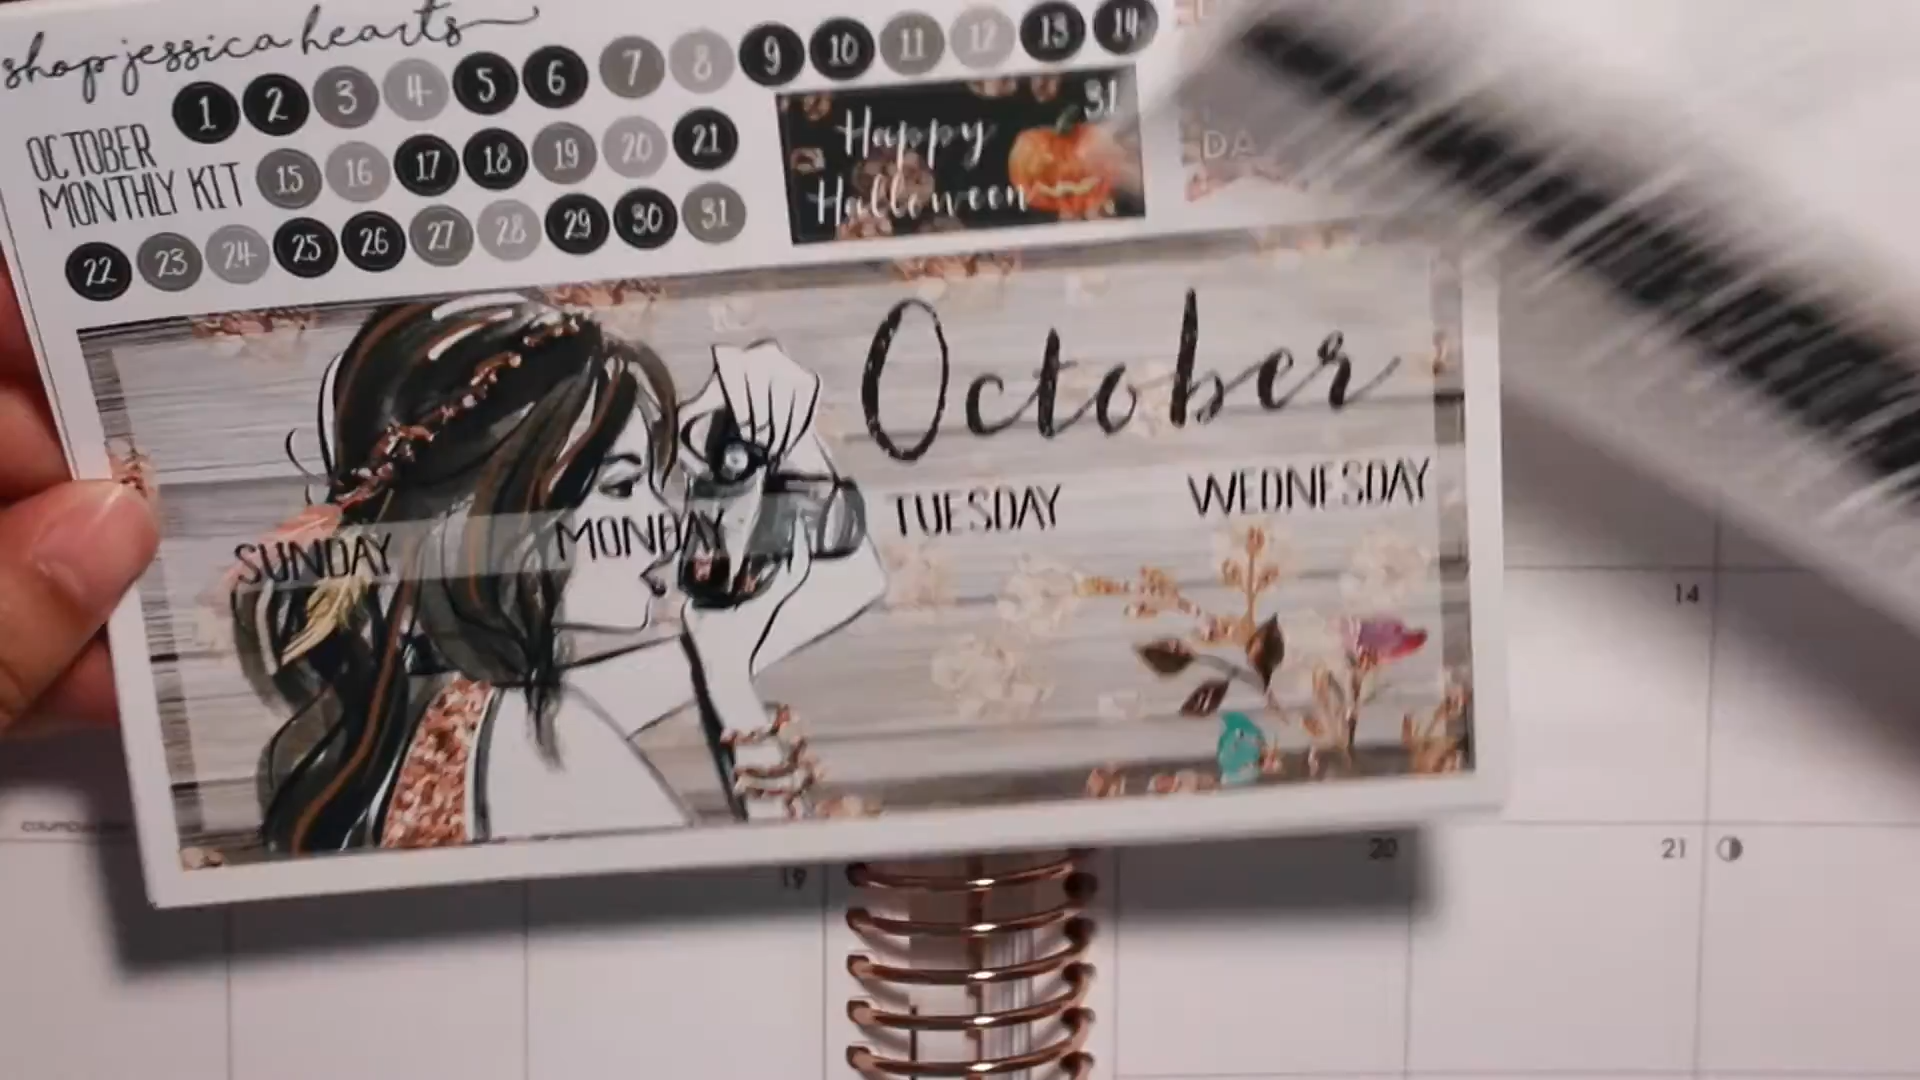 shop jessica hearts
1 2 3 4 5 6 7 8 9 10 11 12 13 14
OCTOBER
MONTHLY KIT
15 16 17 18 19 20 21
22 23 24 25 26 27 28 29 30 31
31
Happy
Halloween
DA
October
SUNDAY MONDAY TUESDAY WEDNESDAY
14
19 20 21